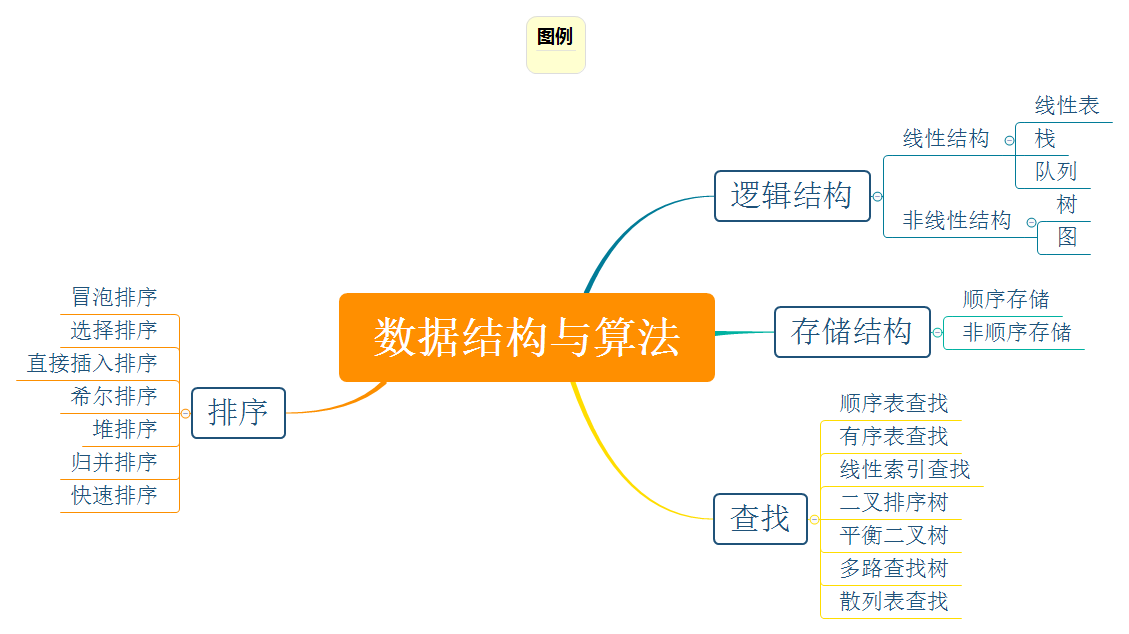 图例
线性表
线性结构
栈
队列
逻辑结构
树
非线性结构
图
数据结构与算法
顺序存储
存储结构
非顺序存储
顺序表查找
有序表查找
线性索引查找
二叉排序树
查找
平衡二叉树
多路查找树
散列表查找
冒泡排序
选择排序
直接插入排序
希尔排序
排序
堆排序
归并排序
快速排序